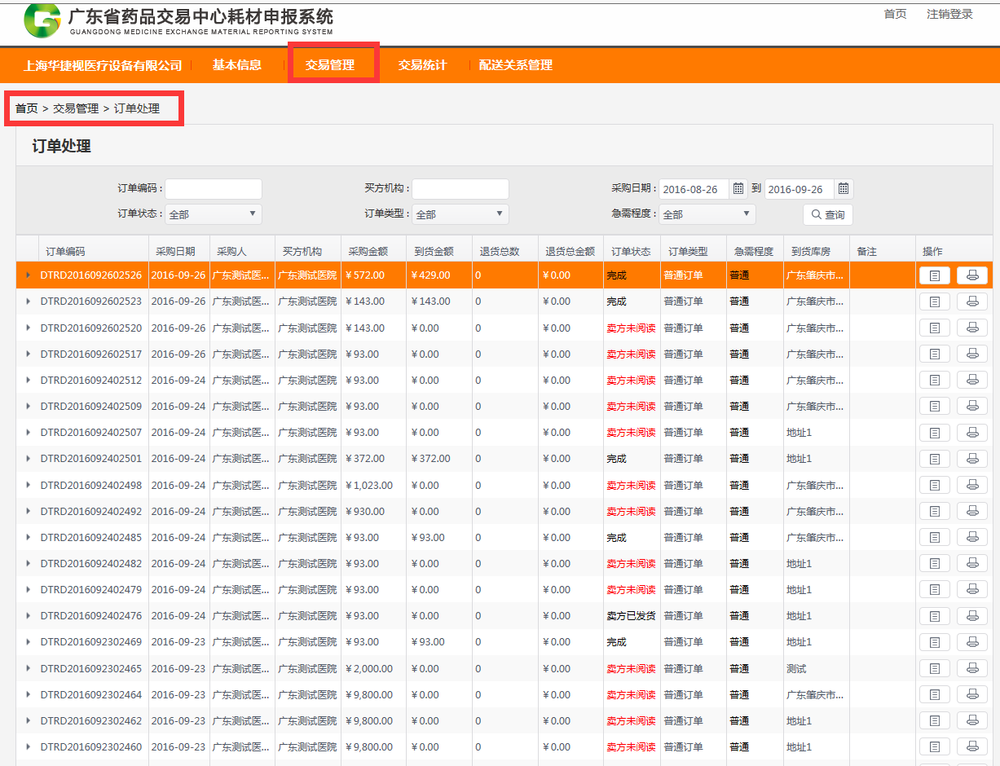 广东省药品交易中心耗材申报系统
首页 注销登录
GUANGDONG MEDICINE EXCHANGE MATERIAL REPORTING SYSTEM
上海华捷视医疗设备有限公司 基本信息 交易管理 交易统计 配送关系管理
首页 > 交易管理 > 订单处理
订单处理
订单编码： 买方机构： 采购日期： 2016-08-26 到 2016-09-26
订单状态： 全部 订单类型： 全部 急需程度： 全部 查询
订单编码 采购日期 采购人 买方机构 采购金额 到货金额 退货总数 退货总金额 订单状态 订单类型 急需程度 到货库房 备注 操作
DTRD2016092602526 2016-09-26 广东测试医... 广东测试医院 ￥572.00 ￥429.00 0 ￥0.00 完成 普通订单 普通 广东肇庆市...
DTRD2016092602523 2016-09-26 广东测试医... 广东测试医院 ￥143.00 ￥143.00 0 ￥0.00 完成 普通订单 普通 广东肇庆市...
DTRD2016092602520 2016-09-26 广东测试医... 广东测试医院 ￥143.00 ￥0.00 0 ￥0.00 卖方未阅读 普通订单 普通 广东肇庆市...
DTRD2016092602517 2016-09-26 广东测试医... 广东测试医院 ￥93.00 ￥0.00 0 ￥0.00 卖方未阅读 普通订单 普通 广东肇庆市...
DTRD2016092402512 2016-09-24 广东测试医... 广东测试医院 ￥93.00 ￥0.00 0 ￥0.00 卖方未阅读 普通订单 普通 广东肇庆市...
DTRD2016092402509 2016-09-24 广东测试医... 广东测试医院 ￥93.00 ￥0.00 0 ￥0.00 卖方未阅读 普通订单 普通 广东肇庆市...
DTRD2016092402507 2016-09-24 广东测试医... 广东测试医院 ￥93.00 ￥0.00 0 ￥0.00 卖方未阅读 普通订单 普通 地址1
DTRD2016092402501 2016-09-24 广东测试医... 广东测试医院 ￥372.00 ￥372.00 0 ￥0.00 完成 普通订单 普通 地址1
DTRD2016092402498 2016-09-24 广东测试医... 广东测试医院 ￥1,023.00 ￥0.00 0 ￥0.00 卖方未阅读 普通订单 普通 广东肇庆市...
DTRD2016092402492 2016-09-24 广东测试医... 广东测试医院 ￥930.00 ￥0.00 0 ￥0.00 卖方未阅读 普通订单 普通 广东肇庆市...
DTRD2016092402485 2016-09-24 广东测试医... 广东测试医院 ￥93.00 ￥93.00 0 ￥0.00 完成 普通订单 普通 广东肇庆市...
DTRD2016092402482 2016-09-24 广东测试医... 广东测试医院 ￥93.00 ￥0.00 0 ￥0.00 卖方未阅读 普通订单 普通 地址1
DTRD2016092402479 2016-09-24 广东测试医... 广东测试医院 ￥93.00 ￥0.00 0 ￥0.00 卖方未阅读 普通订单 普通 地址1
DTRD2016092402476 2016-09-24 广东测试医... 广东测试医院 ￥93.00 ￥0.00 0 ￥0.00 卖方已发货 普通订单 普通 地址1
DTRD2016092302469 2016-09-23 广东测试医... 广东测试医院 ￥93.00 ￥93.00 0 ￥0.00 完成 普通订单 普通 地址1
DTRD2016092302465 2016-09-23 广东测试医... 广东测试医院 ￥2,000.00 ￥0.00 0 ￥0.00 卖方未阅读 普通订单 普通 测试
DTRD2016092302464 2016-09-23 广东测试医... 广东测试医院 ￥9,800.00 ￥0.00 0 ￥0.00 卖方未阅读 普通订单 普通 广东肇庆市...
DTRD2016092302462 2016-09-23 广东测试医... 广东测试医院 ￥9,800.00 ￥0.00 0 ￥0.00 卖方未阅读 普通订单 普通 地址1
DTRD2016092302460 2016-09-23 广东测试医... 广东测试医院 ￥9,800.00 ￥0.00 0 ￥0.00 卖方未阅读 普通订单 普通 地址1